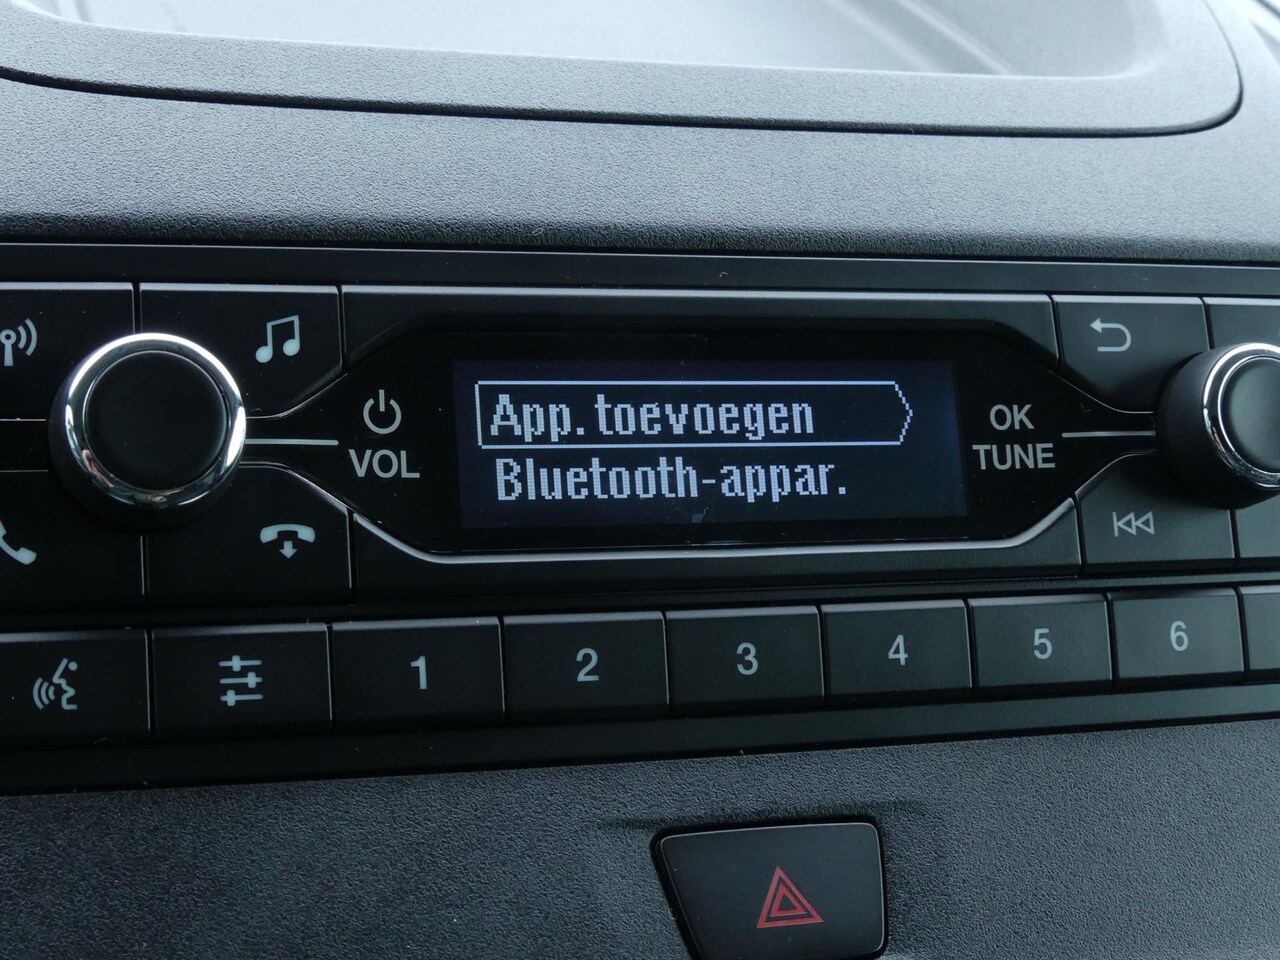 App. toevoegen
Bluetooth-appar.
VOL
OK
TUNE
1 2 3 4 5 6